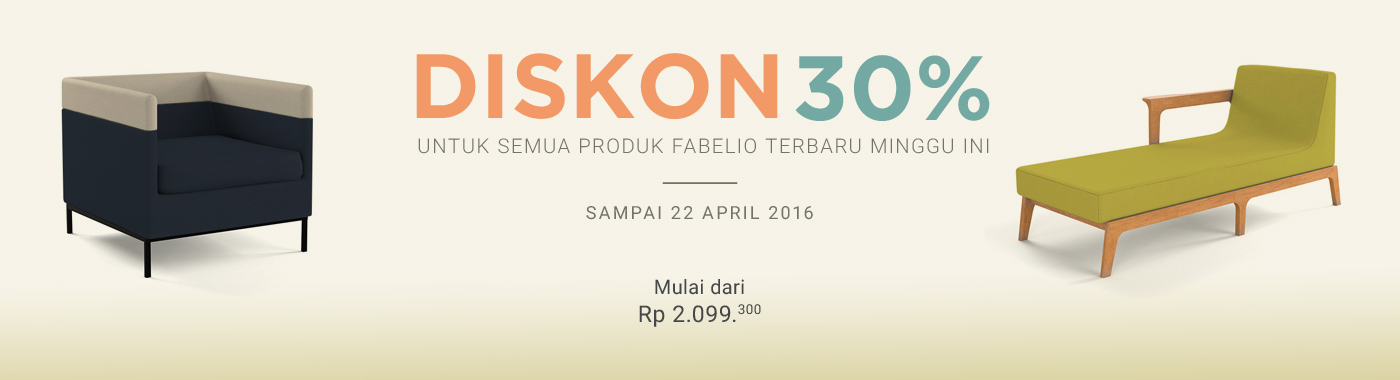 DISKON 30%
UNTUK SEMUA PRODUK FABELIO TERBARU MINGGU INI
SAMPAI 22 APRIL 2016
Mulai dari
Rp 2.099.300